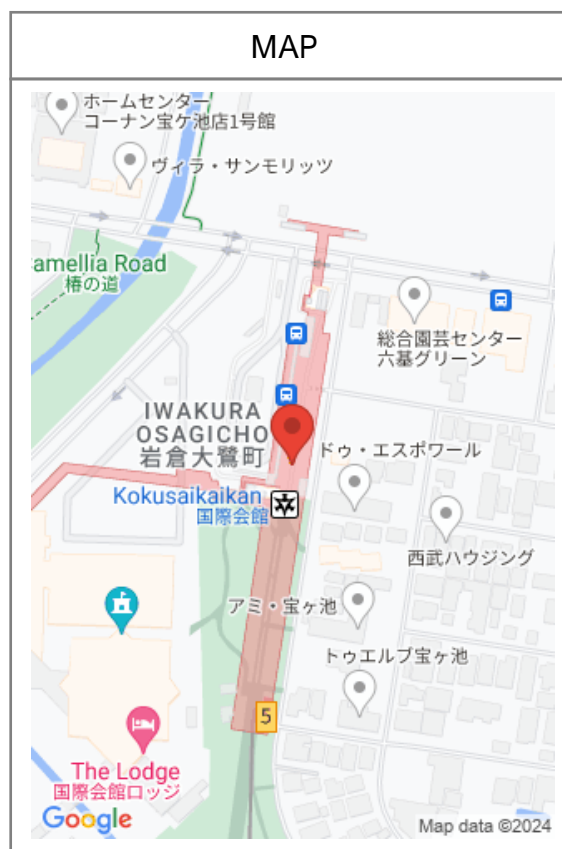 MAP
ホームセンター
コーナン宝ケ池店1号館
ヴィラ・サンモリッツ
amellia Road
椿の道
総合園芸センター
六基グリーン
IWAKURA
OSAGICHO
岩倉大鷺町
ドゥ・エスポワール
Kokusaikaikan
国際会館
西武ハウジング
アミ・宝ヶ池
トゥエルブ宝ヶ池
5
The Lodge
国際会館ロッジ
Google
Map data ©2024